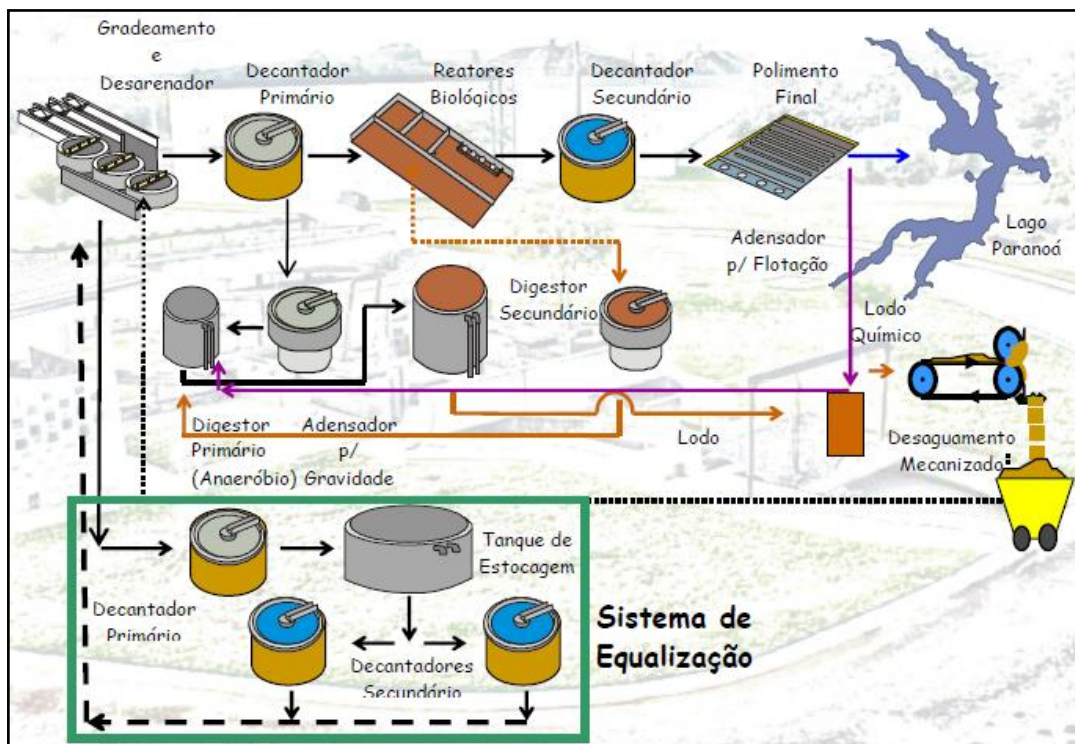 Gradeamento
e
Desarenador
Decantador
Primário
Reatores
Biológicos
Decantador
Secundário
Polimento
Final
Lago
Paranoá
Adensador
p/ Flotação
Digestor
Secundário
Lodo
Químico
Digestor
Primário
(Anaeróbio)
Adensador
p/
Gravidade
Lodo
Desaguamento
Mecanizado
Tanque de
Estocagem
Decantador
Primário
Decantadores
Secundário
Sistema de
Equalização